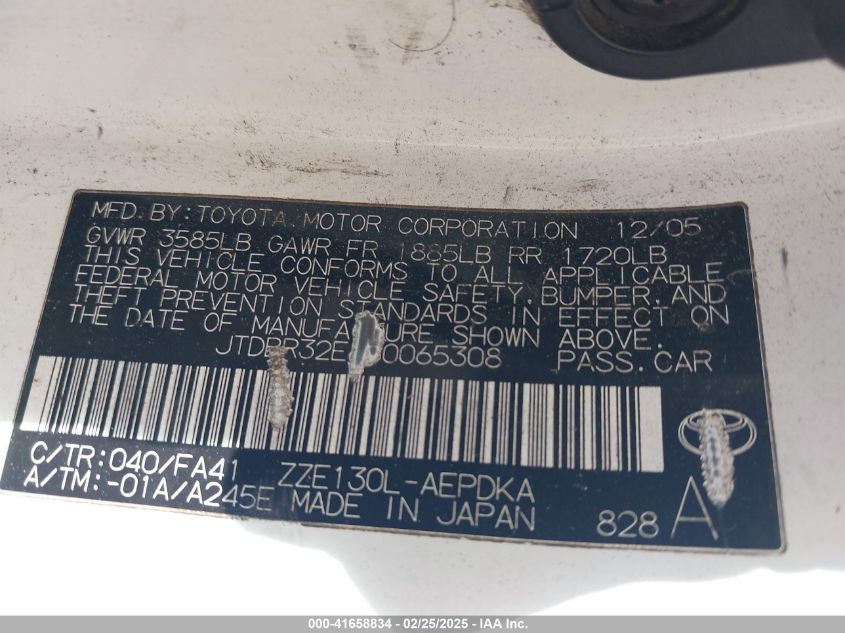 MFD.BY:TOYOTA MOTOR CORPORATION 12/05
GVWR 3585LB GAWR FR 1885LB RR 1720LB
THIS VEHICLE CONFORMS TO ALL APPLICABLE
FEDERAL MOTOR VEHICLE SAFETY,BUMPER,AND
THEFT PREVENTION STANDARDS IN EFFECT ON
THE DATE OF MANUFACTURE SHOWN ABOVE.
PASS.CAR
C/TR:040/FA41 ZZE130L-AEPDKA
A/TM:-01A/A245E MADE IN JAPAN 828 A
000-41658834 - 02/25/2025 - IAA Inc.